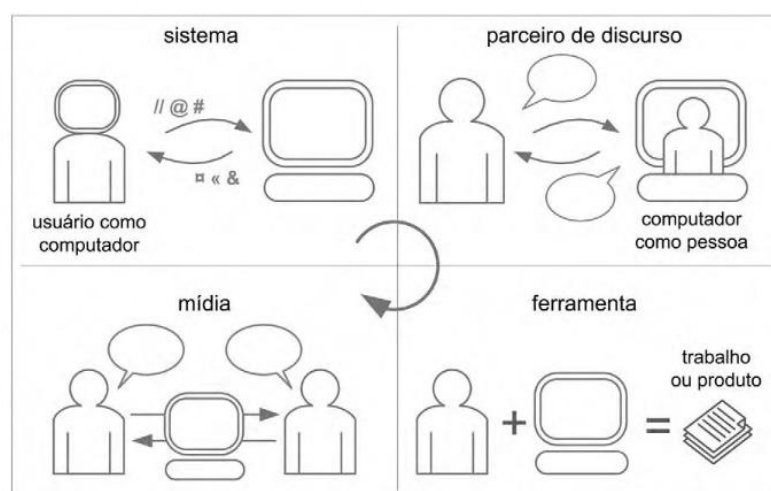 sistema
parceiro de discurso
// @ #
¤ « &
usuário como
computador
computador
como pessoa
mídia
ferramenta
trabalho
ou produto
+
=